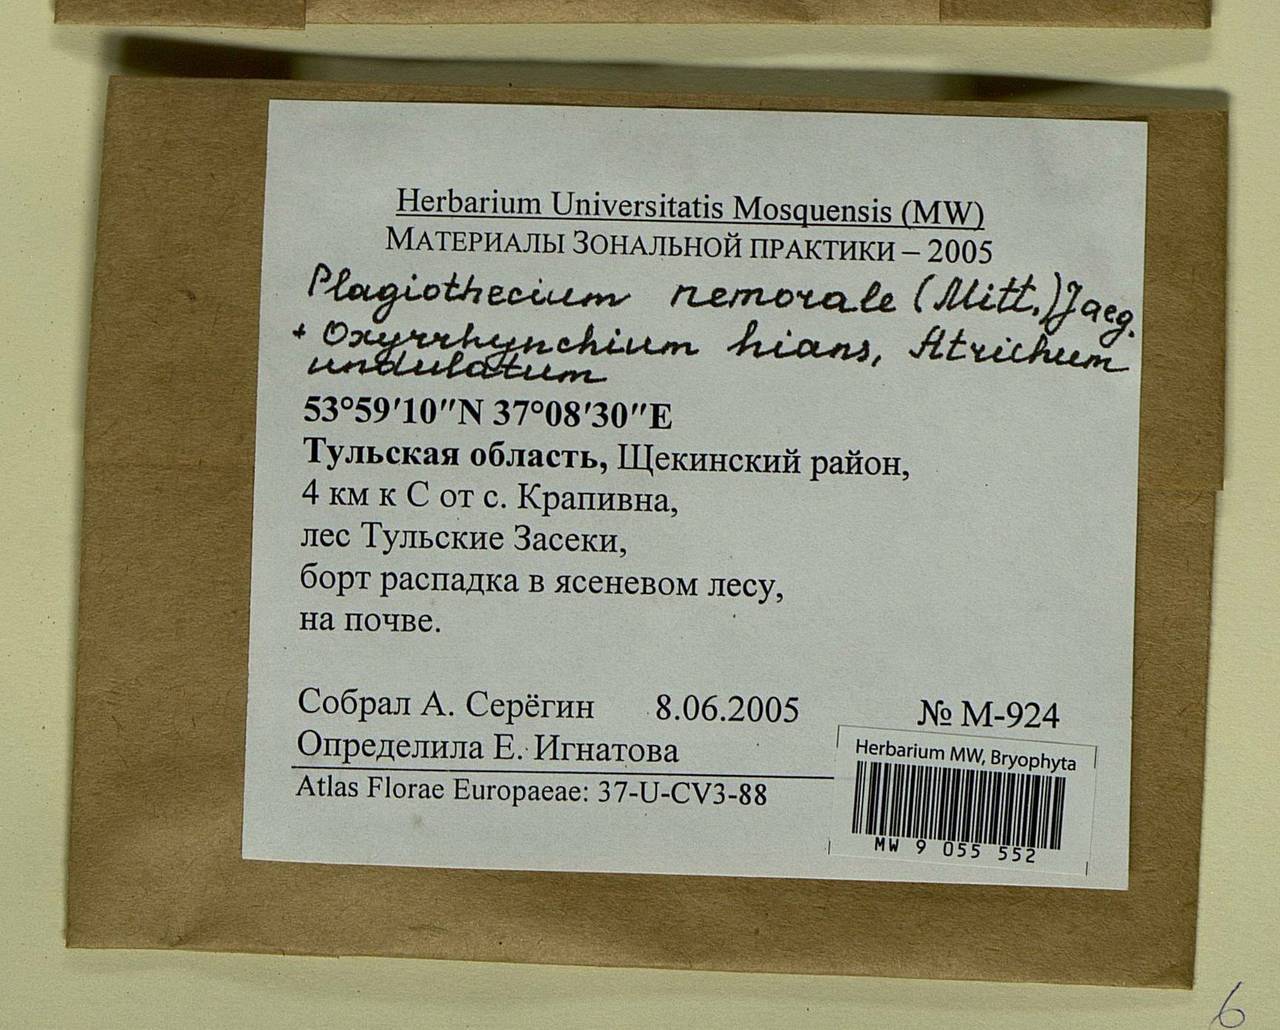 Herbarium Universitatis Mosquensis (MW)
МАТЕРИАЛЫ ЗОНАЛЬНОЙ ПРАКТИКИ – 2005
Plagiothecium nemorale (Mitt.) Jaeg.
+ Oxyrrhynchium hians, Atrichum
undulatum
53°59′10″N 37°08′30″E
Тульская область, Щекинский район,
4 км к С от с. Крапивна,
лес Тульские Засеки,
борт распадка в ясеневом лесу,
на почве.
Собрал А. Серёгин 8.06.2005 № М-924
Определила Е. Игнатова
Atlas Florae Europaeae: 37-U-CV3-88
Herbarium MW, Bryophyta
MW 9 055 552
6